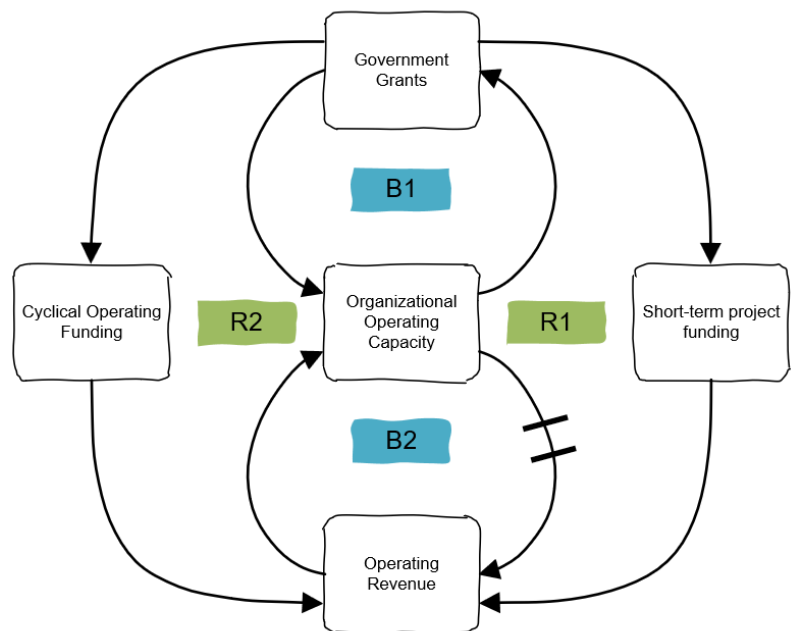 Government
Grants
B1
Cyclical Operating
Funding
R2
Organizational
Operating
Capacity
R1
Short-term project
funding
B2
Operating
Revenue